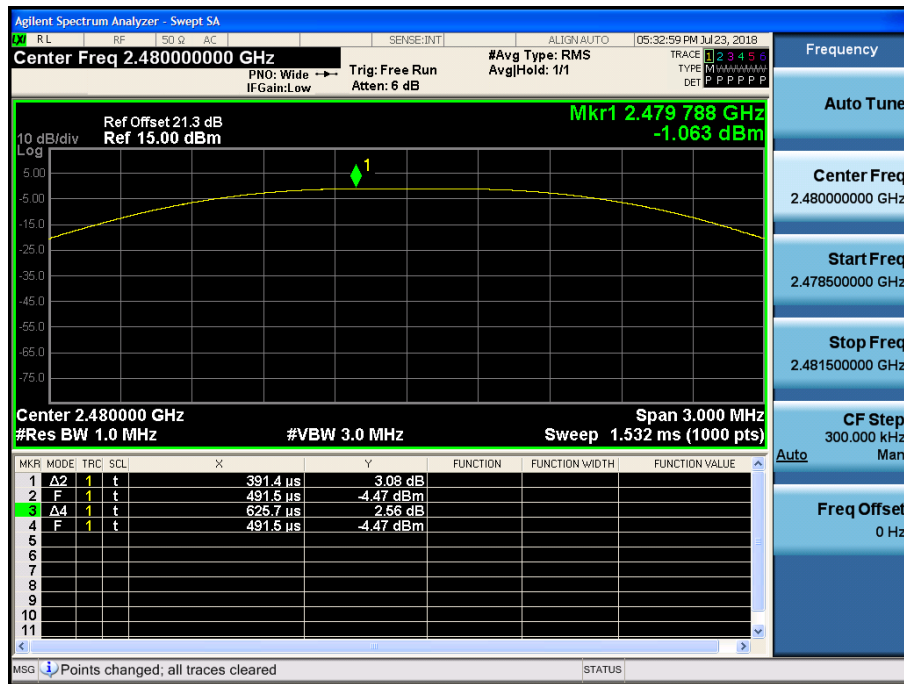 Agilent Spectrum Analyzer - Swept SA
LXI RL RF 50 Ω AC SENSE:INT ALIGN AUTO 05:32:59 PM Jul 23, 2018
Center Freq 2.480000000 GHz #Avg Type: RMS TRACE 1 2 3 4 5 6
PNO: Wide Trig: Free Run Avg|Hold: 1/1 TYPE M W W W W W
IFGain:Low Atten: 6 dB DET P P P P P P
Mkr1 2.479 788 GHz
Ref Offset 21.3 dB -1.063 dBm
10 dB/div Ref 15.00 dBm
Log
1
5.00
-5.00
-15.0
-25.0
-35.0
-45.0
-55.0
-65.0
-75.0
Center 2.480000 GHz Span 3.000 MHz
#Res BW 1.0 MHz #VBW 3.0 MHz Sweep 1.532 ms (1000 pts)
MKR MODE TRC SCL X Y FUNCTION FUNCTION WIDTH FUNCTION VALUE
1 Δ2 1 t 391.4 µs 3.08 dB
2 F 1 t 491.5 µs -4.47 dBm
3 Δ4 1 t 625.7 µs 2.56 dB
4 F 1 t 491.5 µs -4.47 dBm
5
6
7
8
9
10
11
MSG Points changed; all traces cleared STATUS
Frequency
Auto Tune
Center Freq
2.480000000 GHz
Start Freq
2.478500000 GHz
Stop Freq
2.481500000 GHz
CF Step
300.000 kHz
Auto Man
Freq Offset
0 Hz